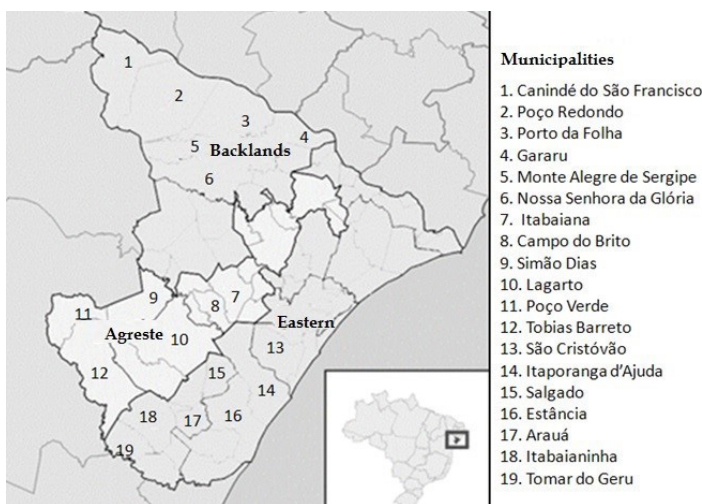 1
2
3
4
5
Backlands
6
9
7
8
11
Agreste
10
Eastern
13
12
15
14
18
17
16
19
Municipalities
1. Canindé do São Francisco
2. Poço Redondo
3. Porto da Folha
4. Gararu
5. Monte Alegre de Sergipe
6. Nossa Senhora da Glória
7. Itabaiana
8. Campo do Brito
9. Simão Dias
10. Lagarto
11. Poço Verde
12. Tobias Barreto
13. São Cristóvão
14. Itaporanga d'Ajuda
15. Salgado
16. Estância
17. Arauá
18. Itabaianinha
19. Tomar do Geru